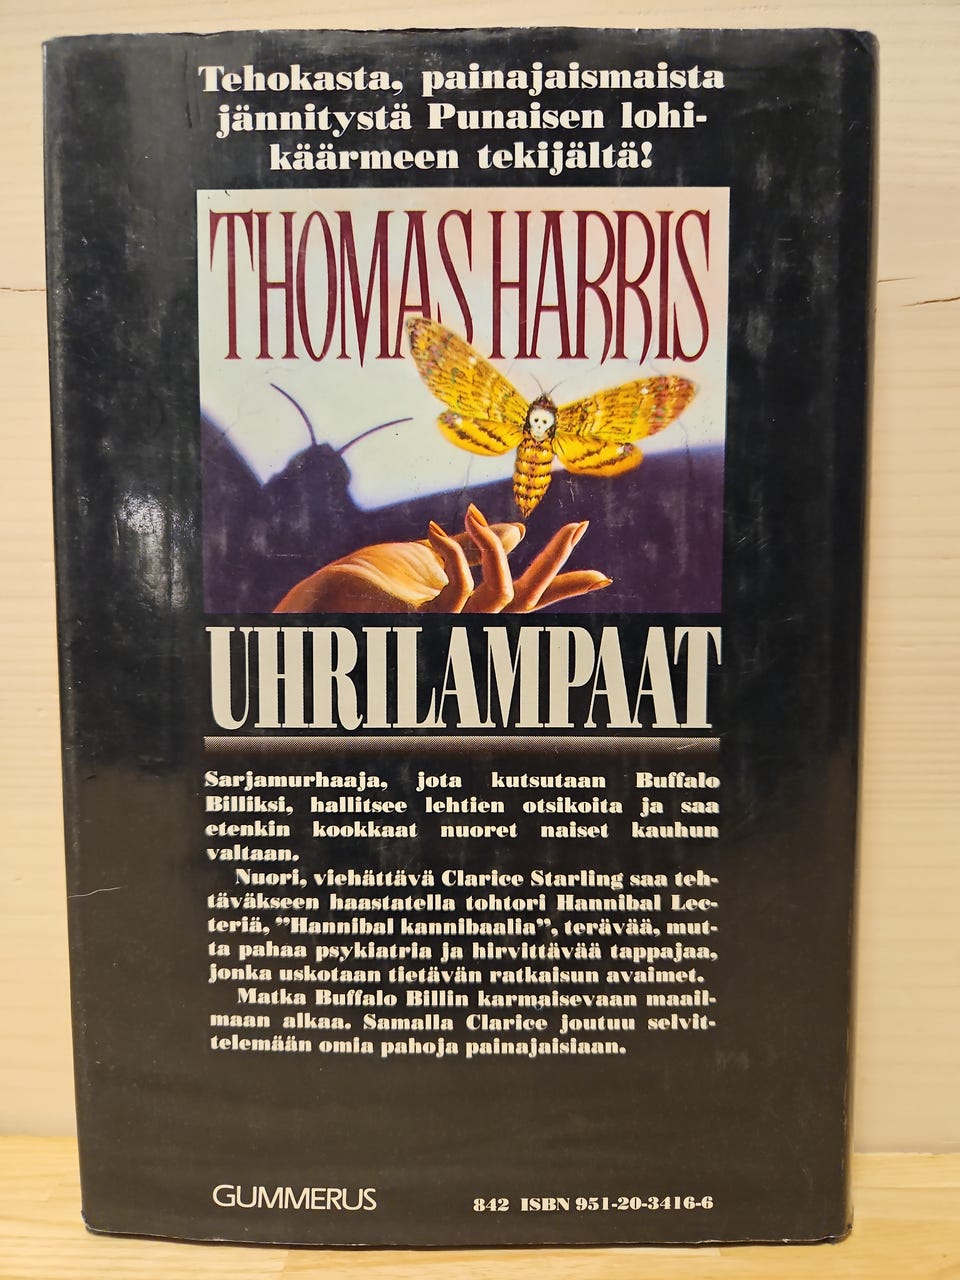 Tehokasta, painajaismaista
jännitystä Punaisen lohi-
käärmeen tekijältä!
THOMAS HARRIS
UHRILAMPAAT
Sarjamurhaaja, jota kutsutaan Buffalo
Billiksi, hallitsee lehtien otsikoita ja saa
etenkin kookkaat nuoret naiset kauhun
valtaan.
Nuori, viehättävä Clarice Starling saa teh-
täväkseen haastatella tohtori Hannibal Lec-
teriä, ”Hannibal kannibaalia”, terävää, mut-
ta pahaa psykiatria ja hirvittävää tappajaa,
jonka uskotaan tietävän ratkaisun avaimet.
Matka Buffalo Billin karmaisevaan maail-
maan alkaa. Samalla Clarice joutuu selvit-
telemään omia pahoja painajaisiaan.
GUMMERUS
842 ISBN 951-20-3416-6